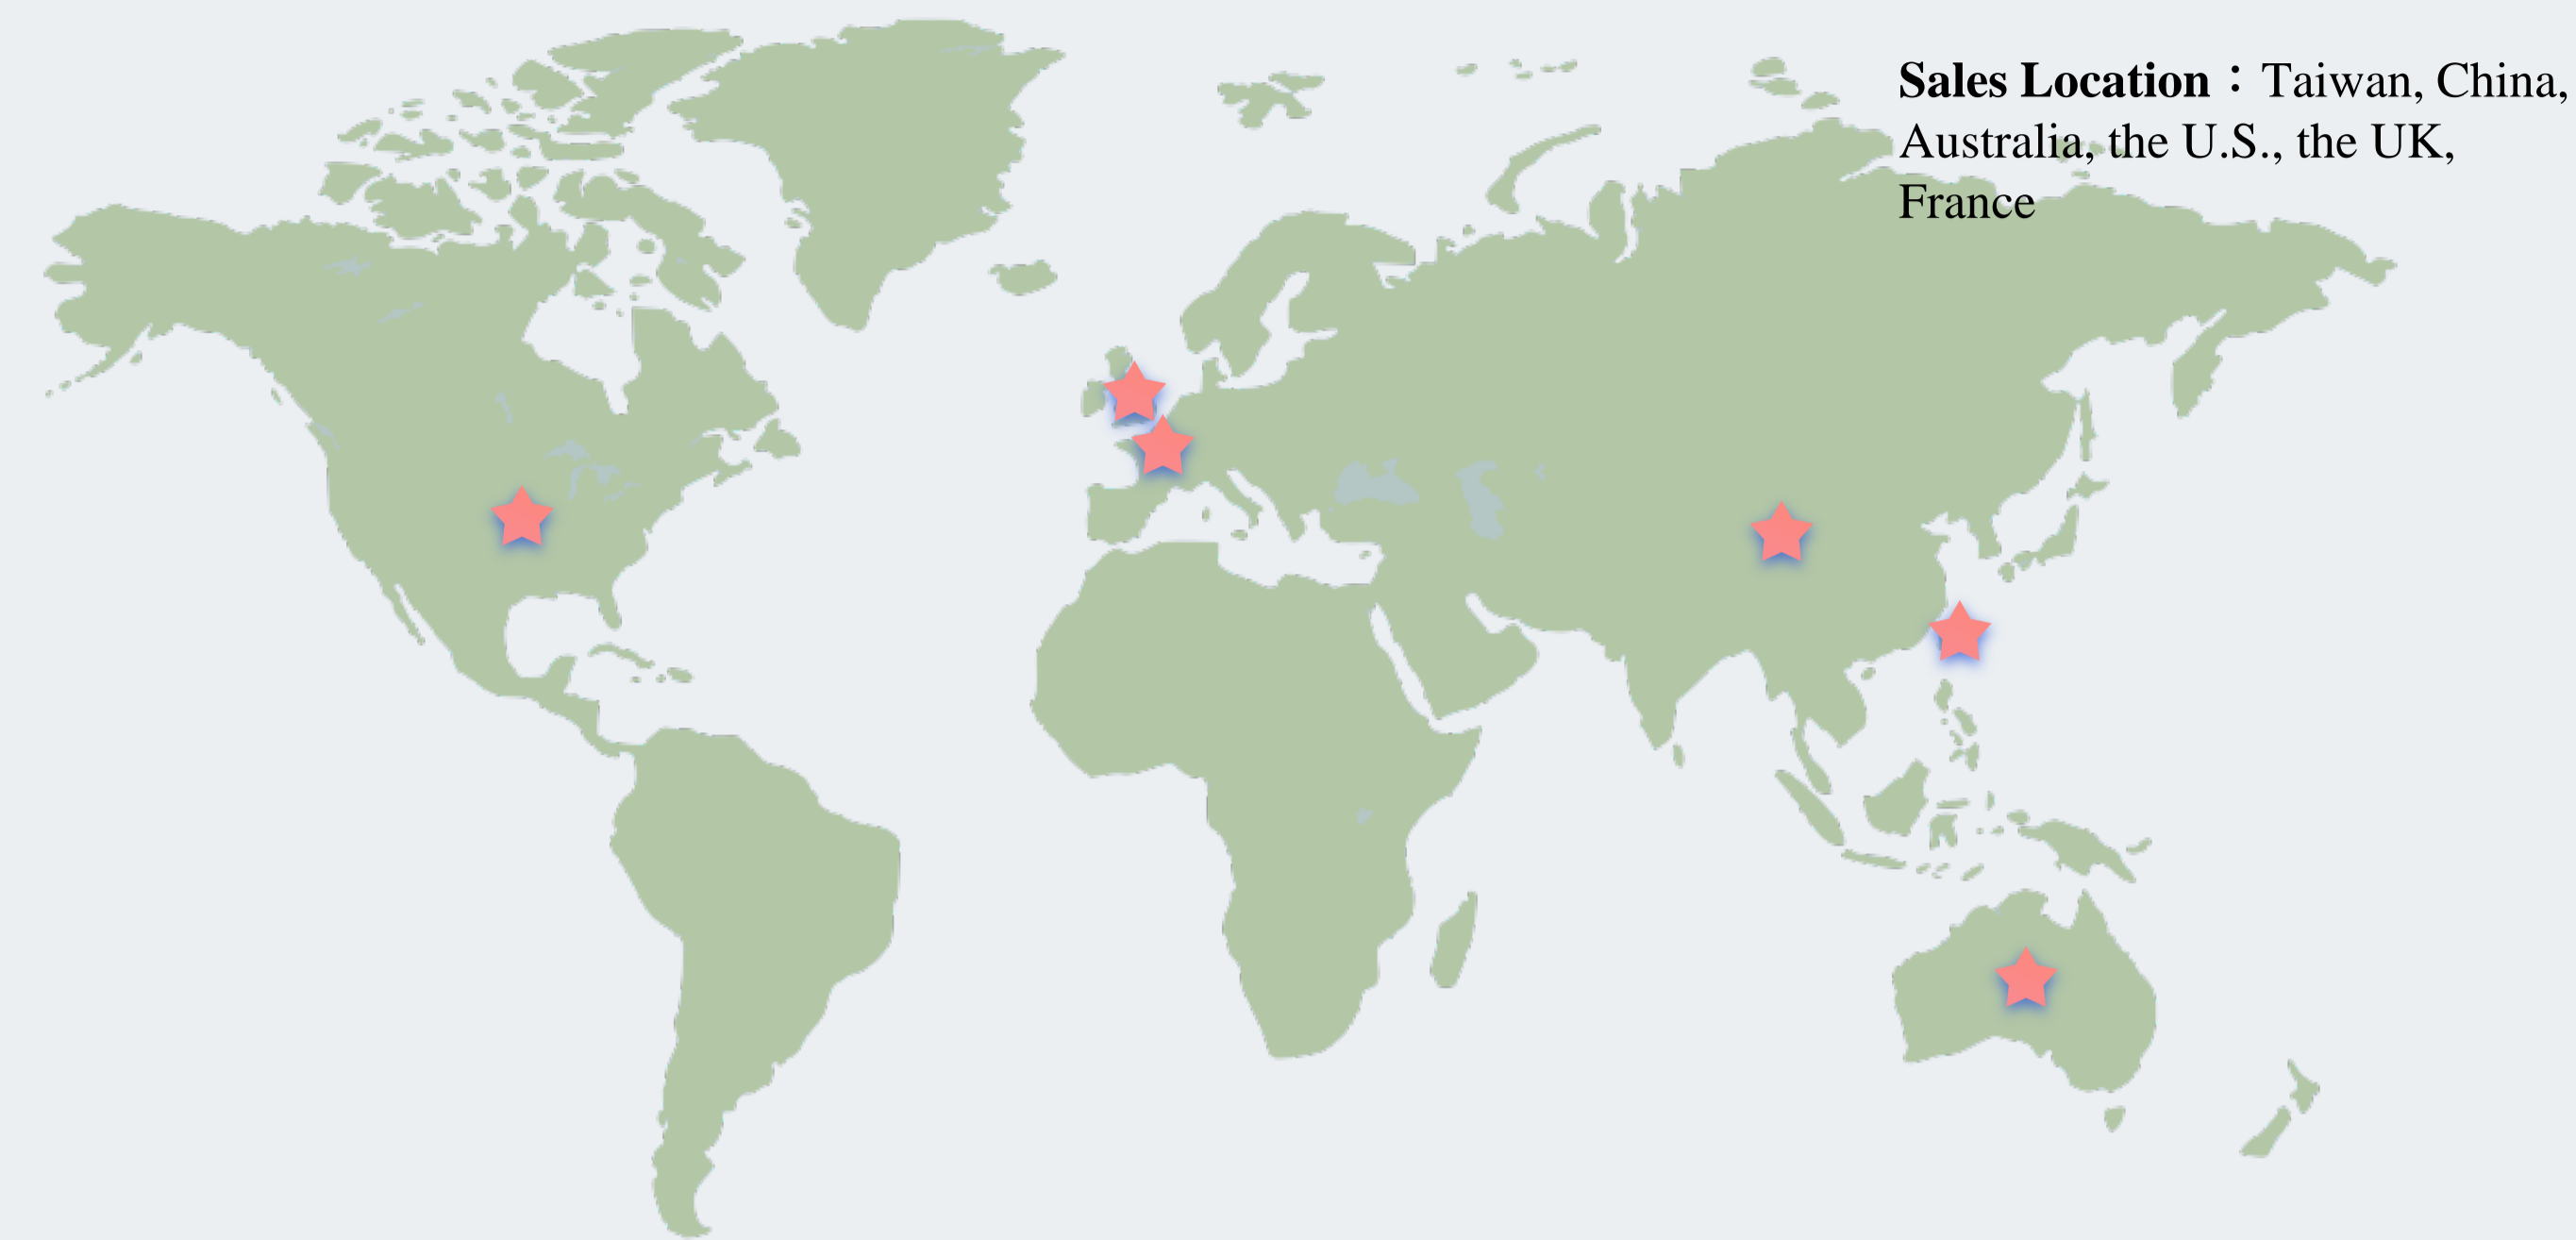 Sales Location：Taiwan, China,
Australia, the U.S., the UK,
France